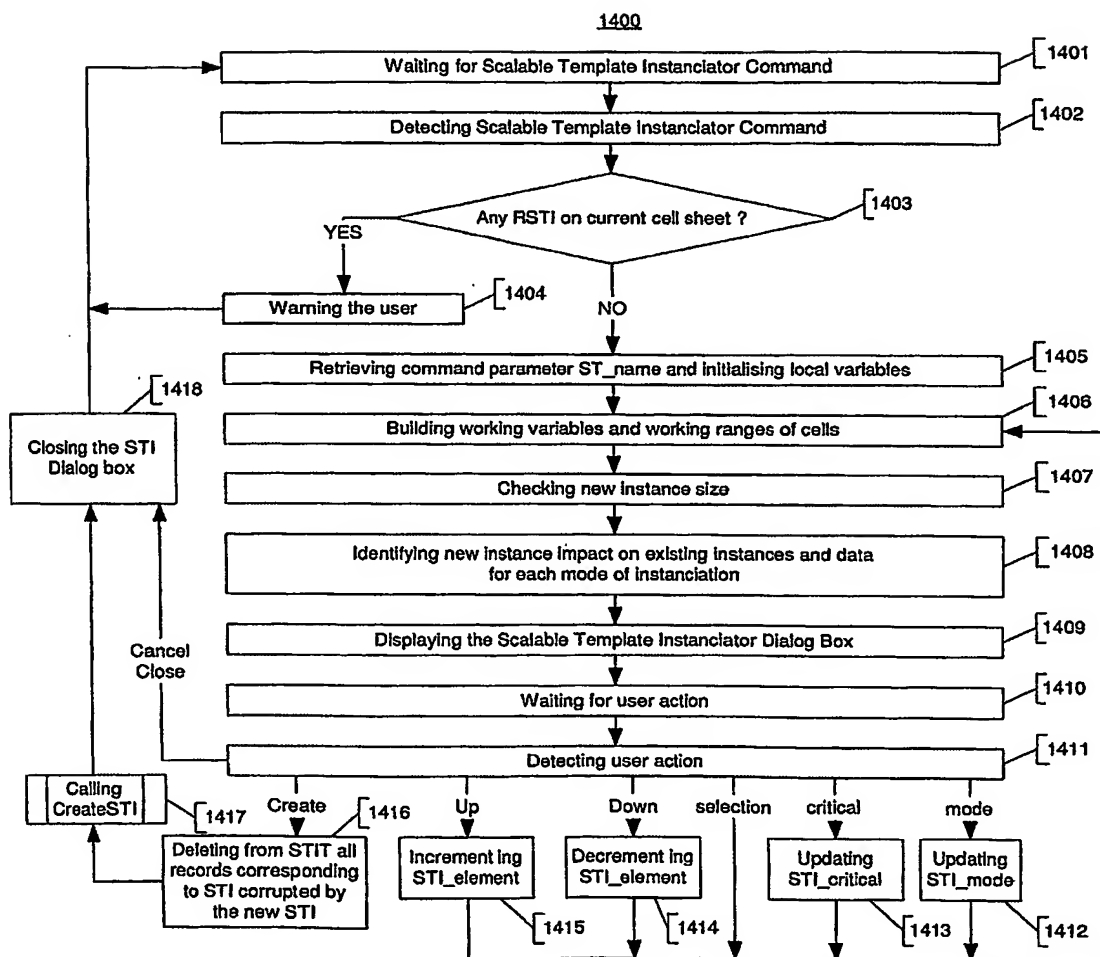 1400
Waiting for Scalable Template Instanciator Command
1401
Detecting Scalable Template Instanciator Command
1402
Any RSTI on current cell sheet ?
1403
YES
Warning the user
1404
NO
Retrieving command parameter ST_name and initialising local variables
1405
1418
Closing the STI
Dialog box
Building working variables and working ranges of cells
1406
Checking new instance size
1407
Identifying new instance impact on existing instances and data
for each mode of instanciation
1408
Displaying the Scalable Template Instanciator Dialog Box
1409
Cancel
Close
Waiting for user action
1410
Detecting user action
1411
Calling
CreateSTI
1417
Create
Up
Down
selection
critical
mode
1416
Deleting from STIT all
records corresponding
to STI corrupted by
the new STI
Increment ing
STI_element
1415
Decrement ing
STI_element
1414
Updating
STI_critical
1413
Updating
STI_mode
1412